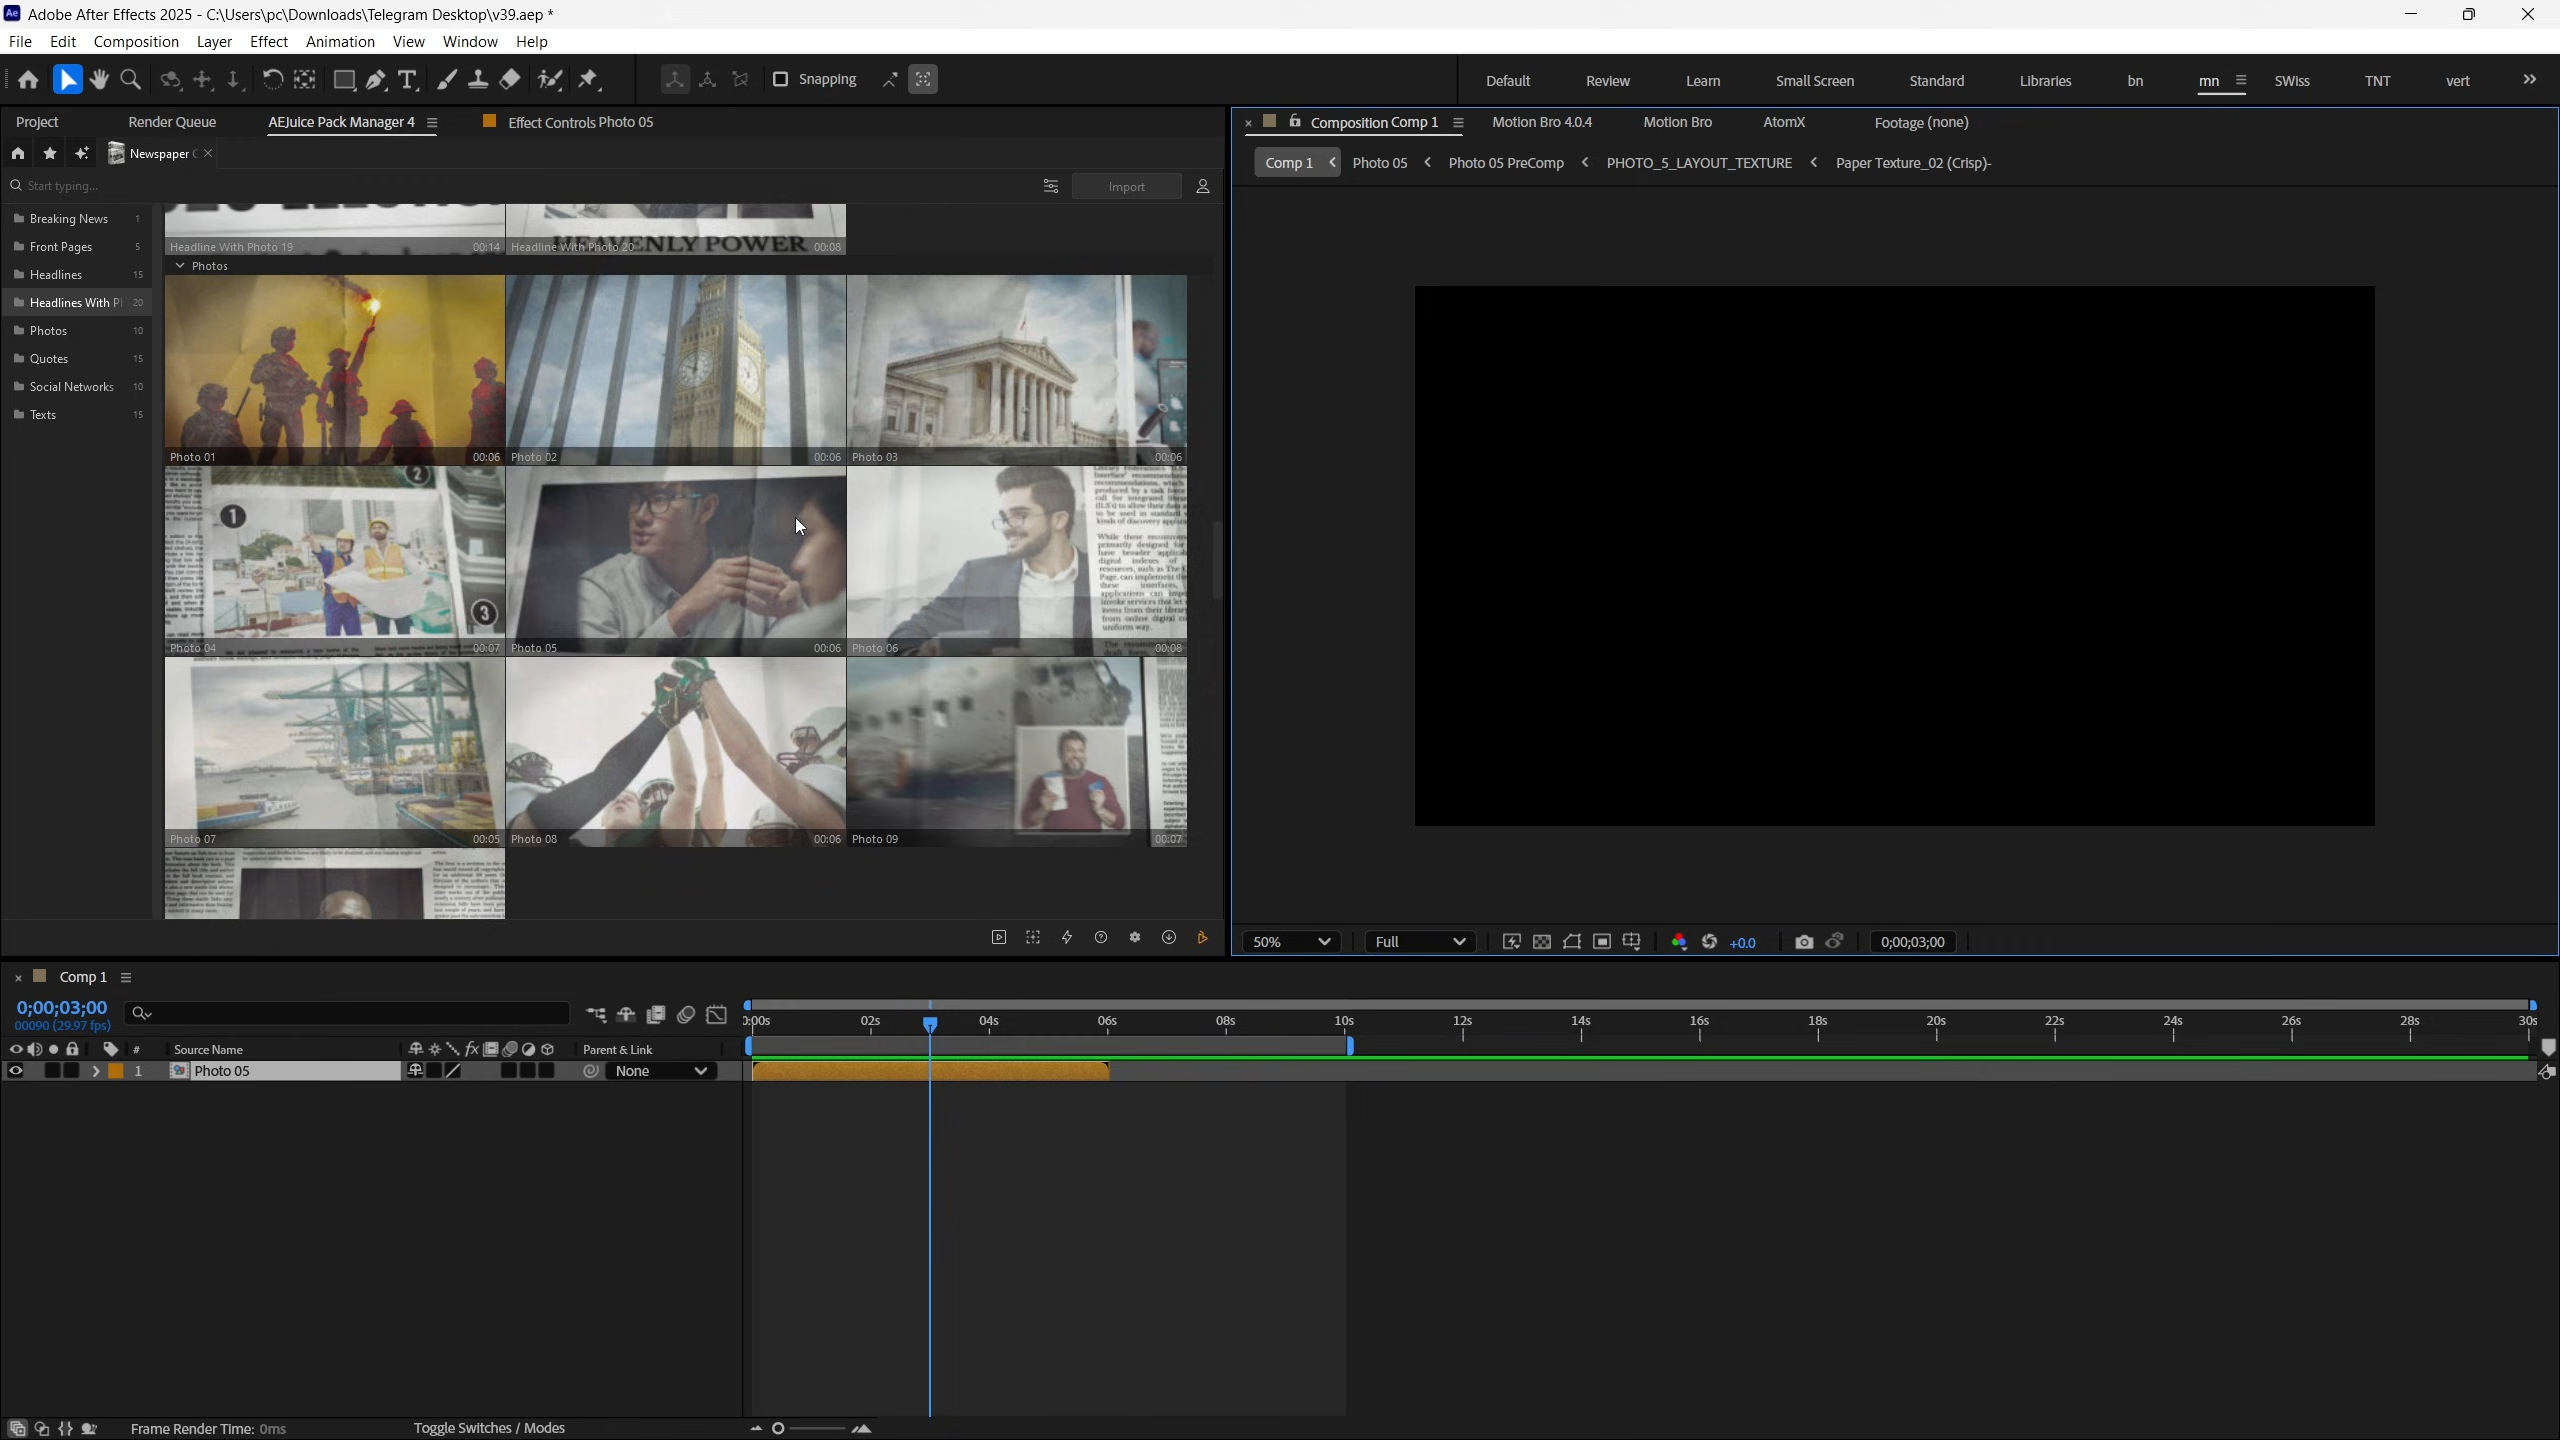 Adobe After Effects 2025 - C:\Users\pc\Downloads\Telegram Desktop\v39.aep *
File Edit Composition Layer Effect Animation View Window Help
Snapping
Default Review Learn Small Screen Standard Libraries bn mn SWiss TNT vert
Project Render Queue AEJuice Pack Manager 4 Effect Controls Photo 05
Newspaper
Start typing...
Import
Breaking News 1
Front Pages 5
Headlines 15
Headlines With P 20
Photos 10
Quotes 15
Social Networks 10
Texts 15
HEAVENLY POWER
Headline With Photo 19 00:14
Headline With Photo 20 00:08
Photos
Photo 01 00:06
Photo 02 00:06
Photo 03 00:06
1
2
3
Photo 04 00:07
Photo 05 00:06
Photo 06 00:08
Photo 07 00:05
Photo 08 00:06
Photo 09 00:07
Composition Comp 1 Motion Bro 4.0.4 Motion Bro AtomX Footage (none)
Comp 1 Photo 05 Photo 05 PreComp PHOTO_5_LAYOUT_TEXTURE Paper Texture_02 (Crisp)-
50% Full +0.0 0;00;03;00
Comp 1
0;00;03;00
00090 (29.97 fps)
0:00s 02s 04s 06s 08s 10s 12s 14s 16s 18s 20s 22s 24s 26s 28s 30s
# Source Name Parent & Link
1 Photo 05 None
Frame Render Time: 0ms Toggle Switches / Modes